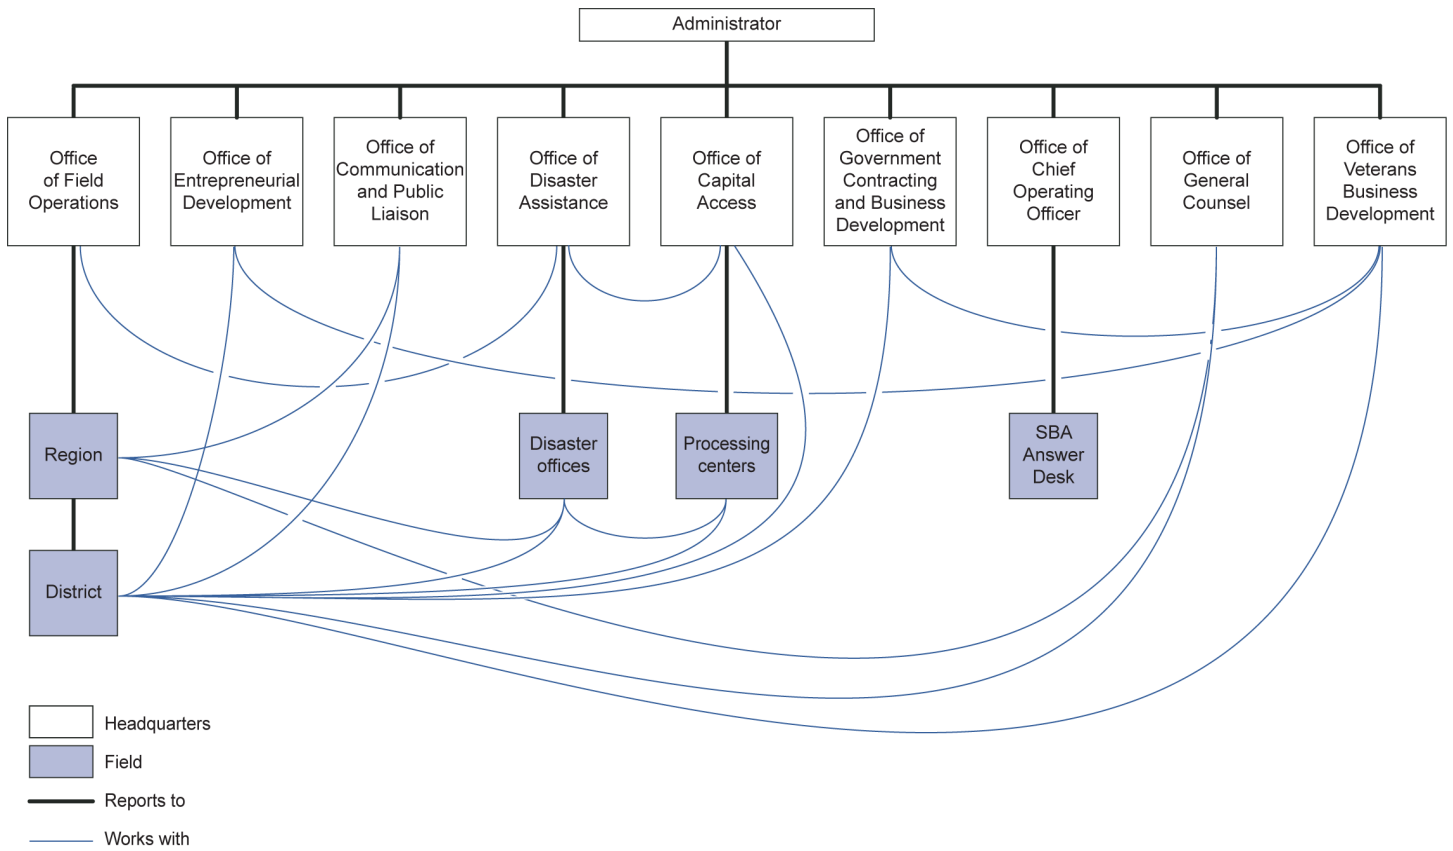 Administrator
Office
of Field
Operations
Office of
Entrepreneurial
Development
Office of
Communication
and Public
Liaison
Office of
Disaster
Assistance
Office of
Capital
Access
Office of
Government
Contracting
and Business
Development
Office of
Chief
Operating
Officer
Office of
General
Counsel
Office of
Veterans
Business
Development
Region
Disaster
offices
Processing
centers
SBA
Answer
Desk
District
Headquarters
Field
Reports to
Works with